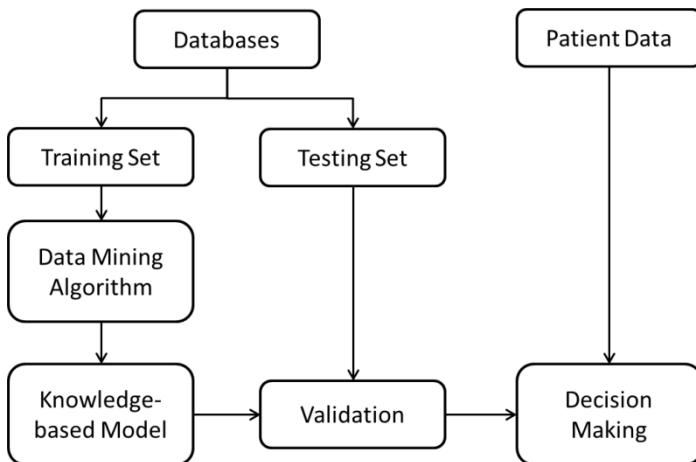 Databases
Patient Data
Training Set
Testing Set
Data Mining
Algorithm
Knowledge-
based Model
Validation
Decision
Making